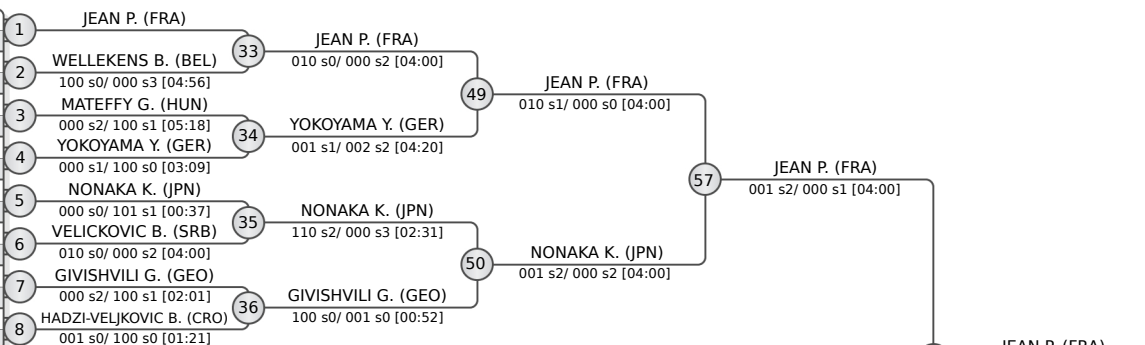 1
JEAN P. (FRA)
2
WELLEKENS B. (BEL)
100 s0/ 000 s3 [04:56]
3
MATEFFY G. (HUN)
000 s2/ 100 s1 [05:18]
4
YOKOYAMA Y. (GER)
000 s1/ 100 s0 [03:09]
5
NONAKA K. (JPN)
000 s0/ 101 s1 [00:37]
6
VELICKOVIC B. (SRB)
010 s0/ 000 s2 [04:00]
7
GIVISHVILI G. (GEO)
000 s2/ 100 s1 [02:01]
8
HADZI-VELJKOVIC B. (CRO)
001 s0/ 100 s0 [01:21]
33
JEAN P. (FRA)
010 s0/ 000 s2 [04:00]
34
YOKOYAMA Y. (GER)
001 s1/ 002 s2 [04:20]
35
NONAKA K. (JPN)
110 s2/ 000 s3 [02:31]
36
GIVISHVILI G. (GEO)
100 s0/ 001 s0 [00:52]
49
JEAN P. (FRA)
010 s1/ 000 s0 [04:00]
50
NONAKA K. (JPN)
001 s2/ 000 s2 [04:00]
57
JEAN P. (FRA)
001 s2/ 000 s1 [04:00]
JEAN P. (FRA)